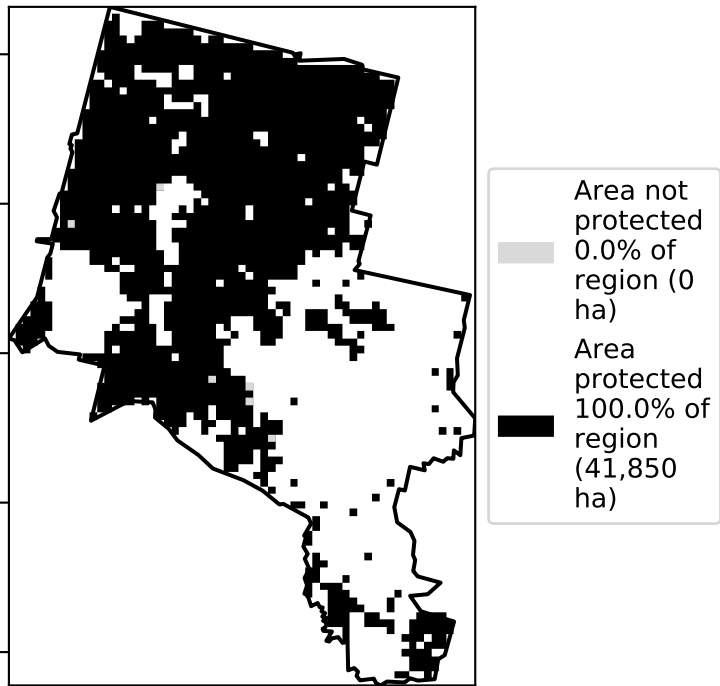 Area not
protected
0.0% of
region (0
ha)
Area
protected
100.0% of
region
(41,850
ha)